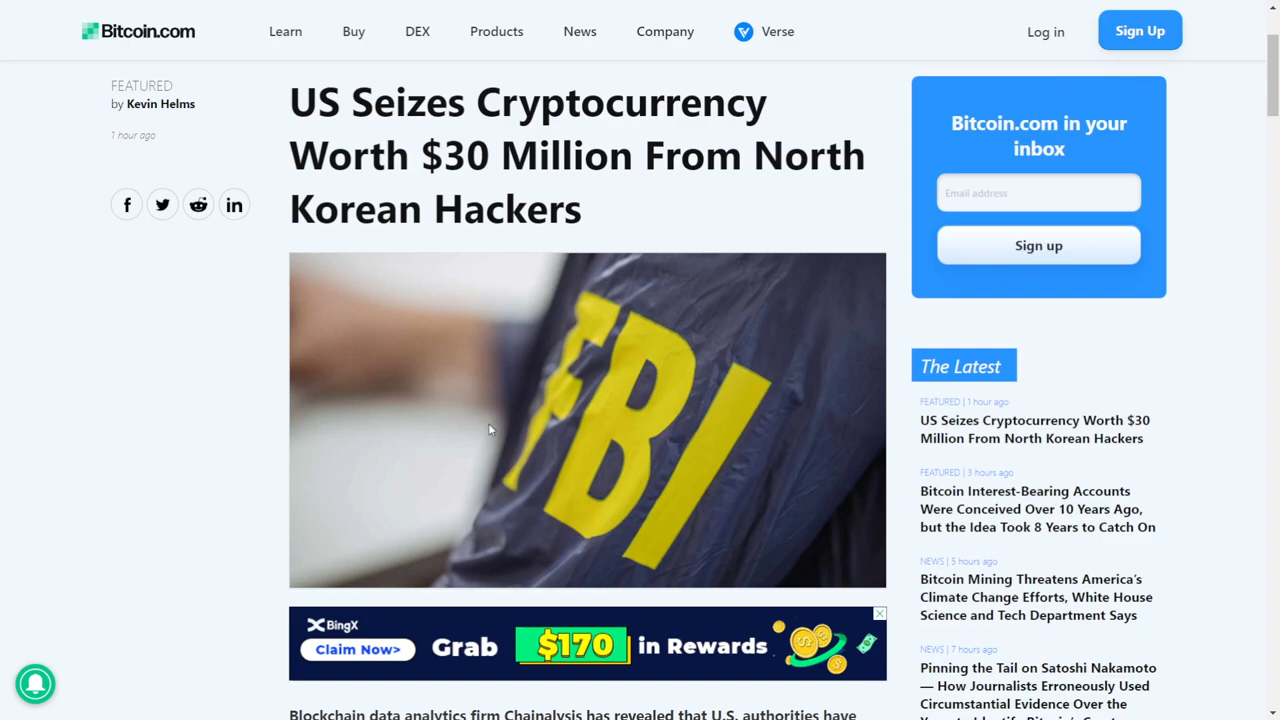 Bitcoin.com
Learn
Buy
DEX
Products
News
Company
Verse
Log in
Sign Up
FEATURED
by Kevin Helms
1 hour ago
US Seizes Cryptocurrency
Worth $30 Million From North
Korean Hackers
FBI
BingX
Claim Now>
Grab $170 in Rewards
Blockchain data analytics firm Chainalysis has revealed that U.S. authorities have
Bitcoin.com in your
inbox
Email address
Sign up
The Latest
FEATURED | 1 hour ago
US Seizes Cryptocurrency Worth $30
Million From North Korean Hackers
FEATURED | 3 hours ago
Bitcoin Interest-Bearing Accounts
Were Conceived Over 10 Years Ago,
but the Idea Took 8 Years to Catch On
NEWS | 5 hours ago
Bitcoin Mining Threatens America's
Climate Change Efforts, White House
Science and Tech Department Says
NEWS | 7 hours ago
Pinning the Tail on Satoshi Nakamoto
— How Journalists Erroneously Used
Circumstantial Evidence Over the